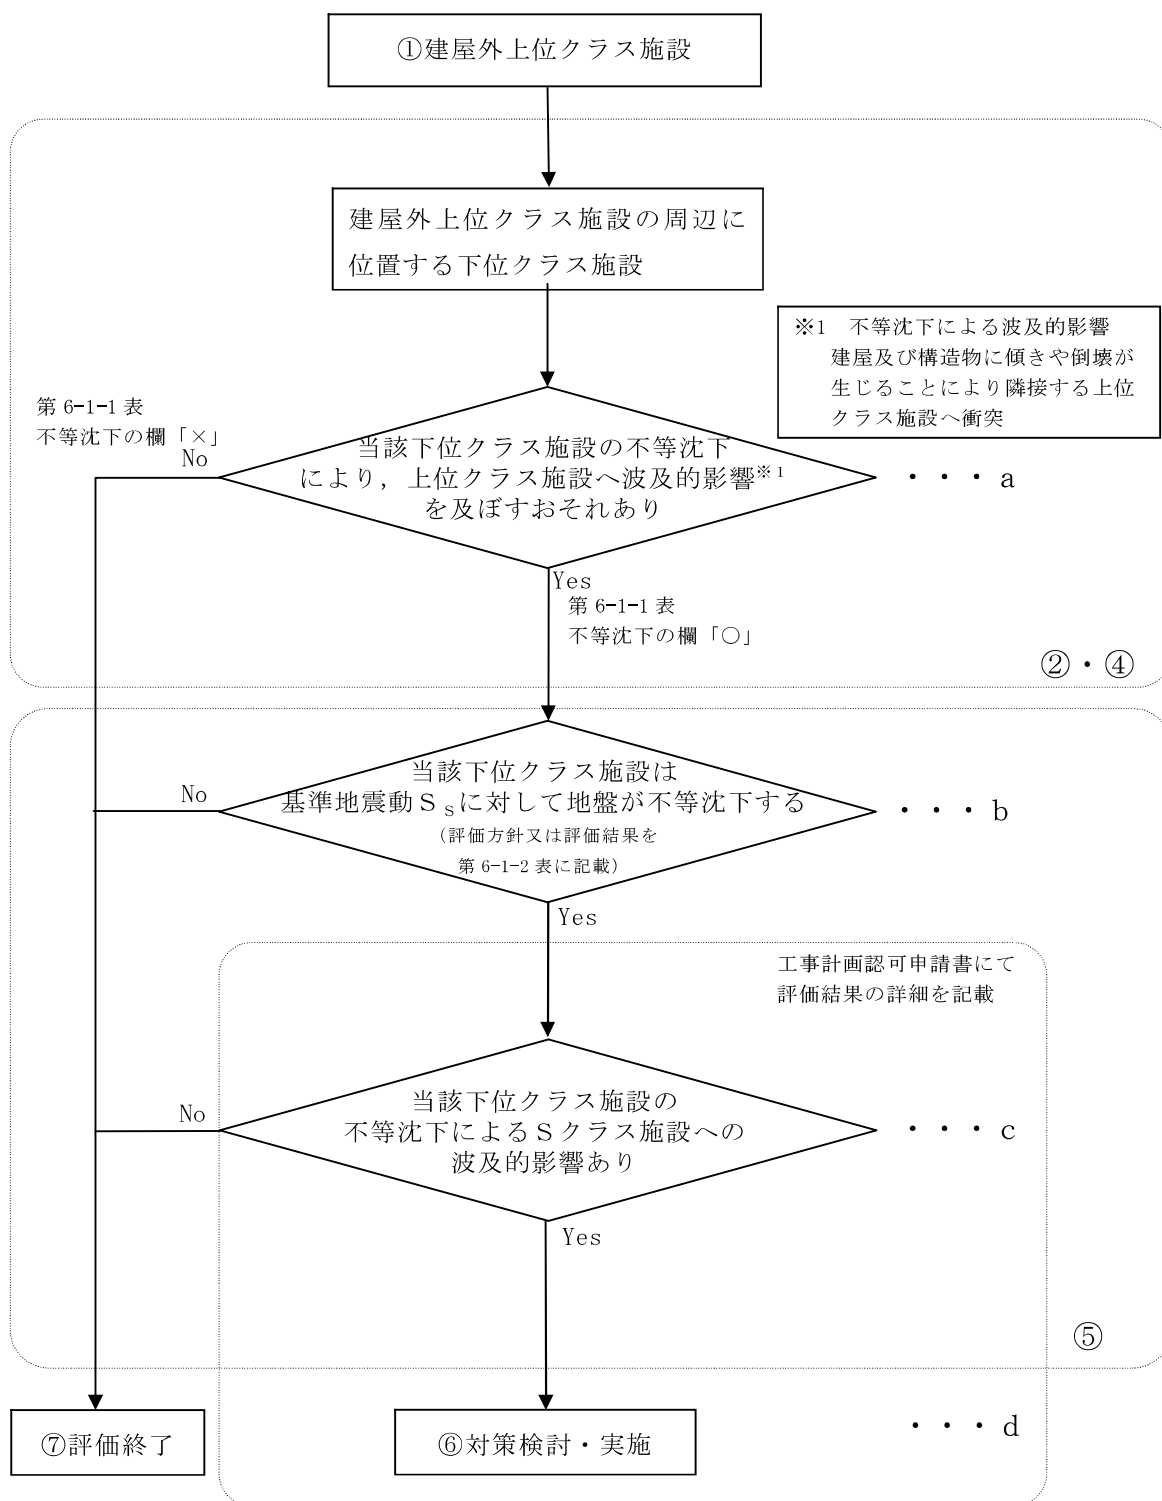 ①建屋外上位クラス施設
建屋外上位クラス施設の周辺に
位置する下位クラス施設
※1 不等沈下による波及的影響
建屋及び構造物に傾きや倒壊が
生じることにより隣接する上位
クラス施設へ衝突
第 6-1-1 表
不等沈下の欄「×」
No
当該下位クラス施設の不等沈下
により，上位クラス施設へ波及的影響※1
を及ぼすおそれあり
・・・a
Yes
第 6-1-1 表
不等沈下の欄「○」
②・④
No
当該下位クラス施設は
基準地震動Ｓsに対して地盤が不等沈下する
（評価方針又は評価結果を
第 6-1-2 表に記載）
・・・b
Yes
工事計画認可申請書にて
評価結果の詳細を記載
No
当該下位クラス施設の
不等沈下によるＳクラス施設への
波及的影響あり
・・・c
Yes
⑤
⑦評価終了
⑥対策検討・実施
・・・d